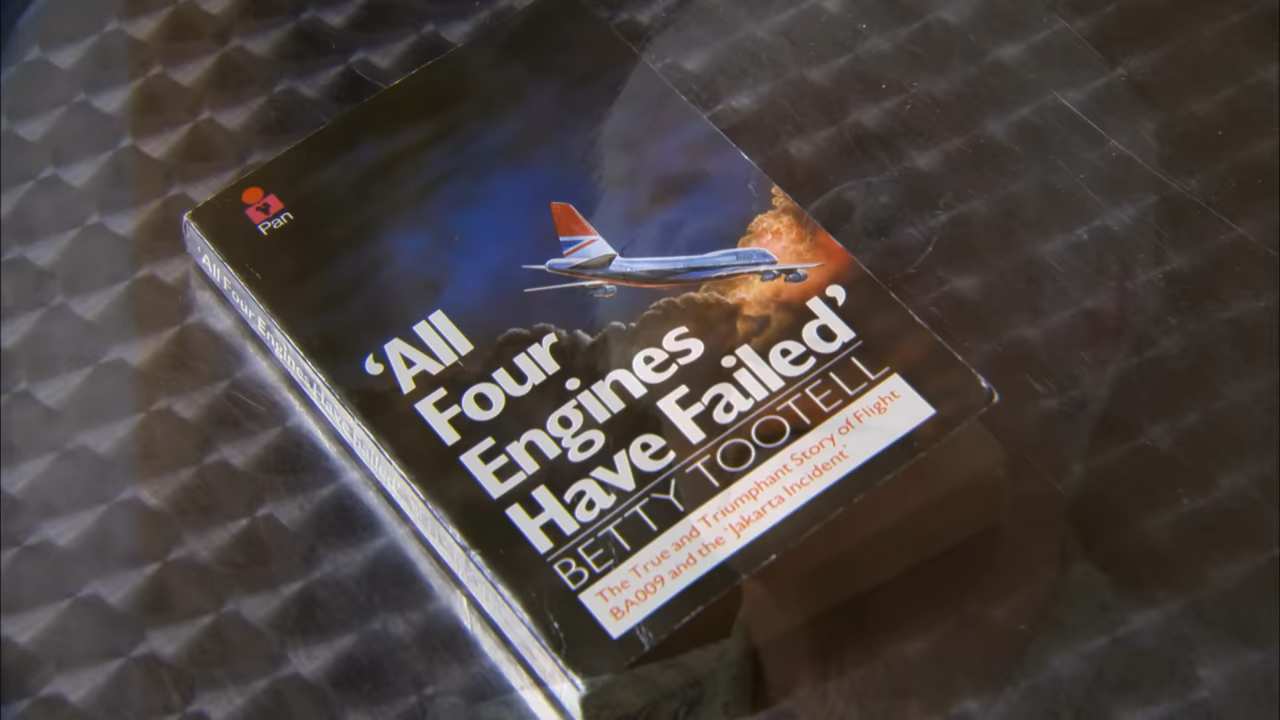 Pan
'All Four Engines Have Failed'
'All
Four
Engines
Have Failed'
BETTY TOOTELL
The True and Triumphant Story of Flight
BA009 and the 'Jakarta Incident'